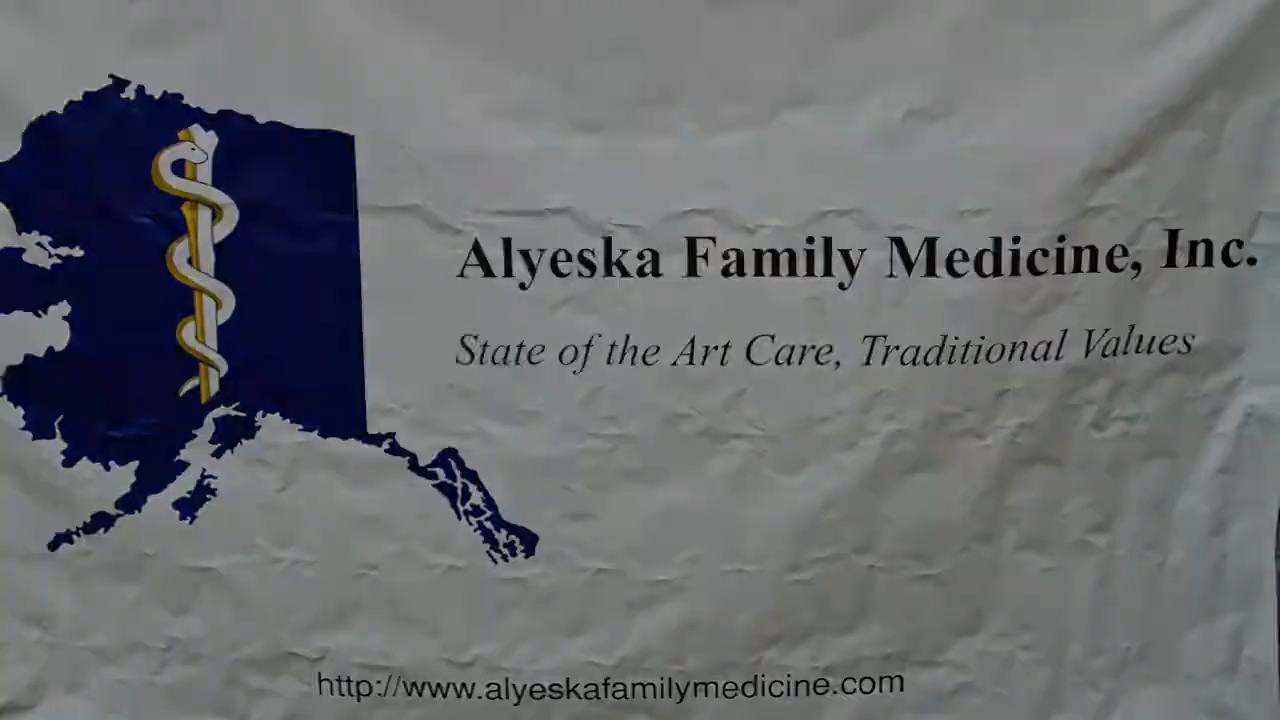 Alyeska Family Medicine, Inc.
State of the Art Care, Traditional Values
http://www.alyeskafamilymedicine.com